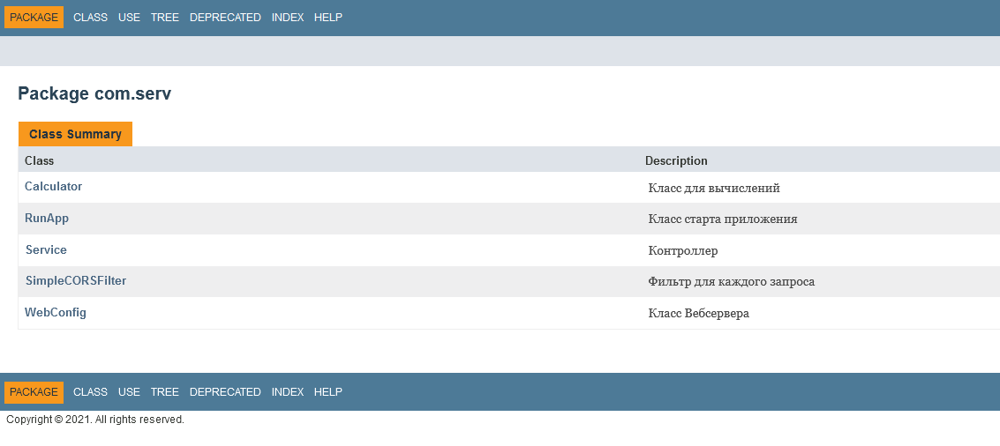 PACKAGE CLASS USE TREE DEPRECATED INDEX HELP
Package com.serv
Class Summary
Class Description
Calculator Класс для вычислений
RunApp Класс старта приложения
Service Контроллер
SimpleCORSFilter Фильтр для каждого запроса
WebConfig Класс Вебсервера
PACKAGE CLASS USE TREE DEPRECATED INDEX HELP
Copyright © 2021. All rights reserved.